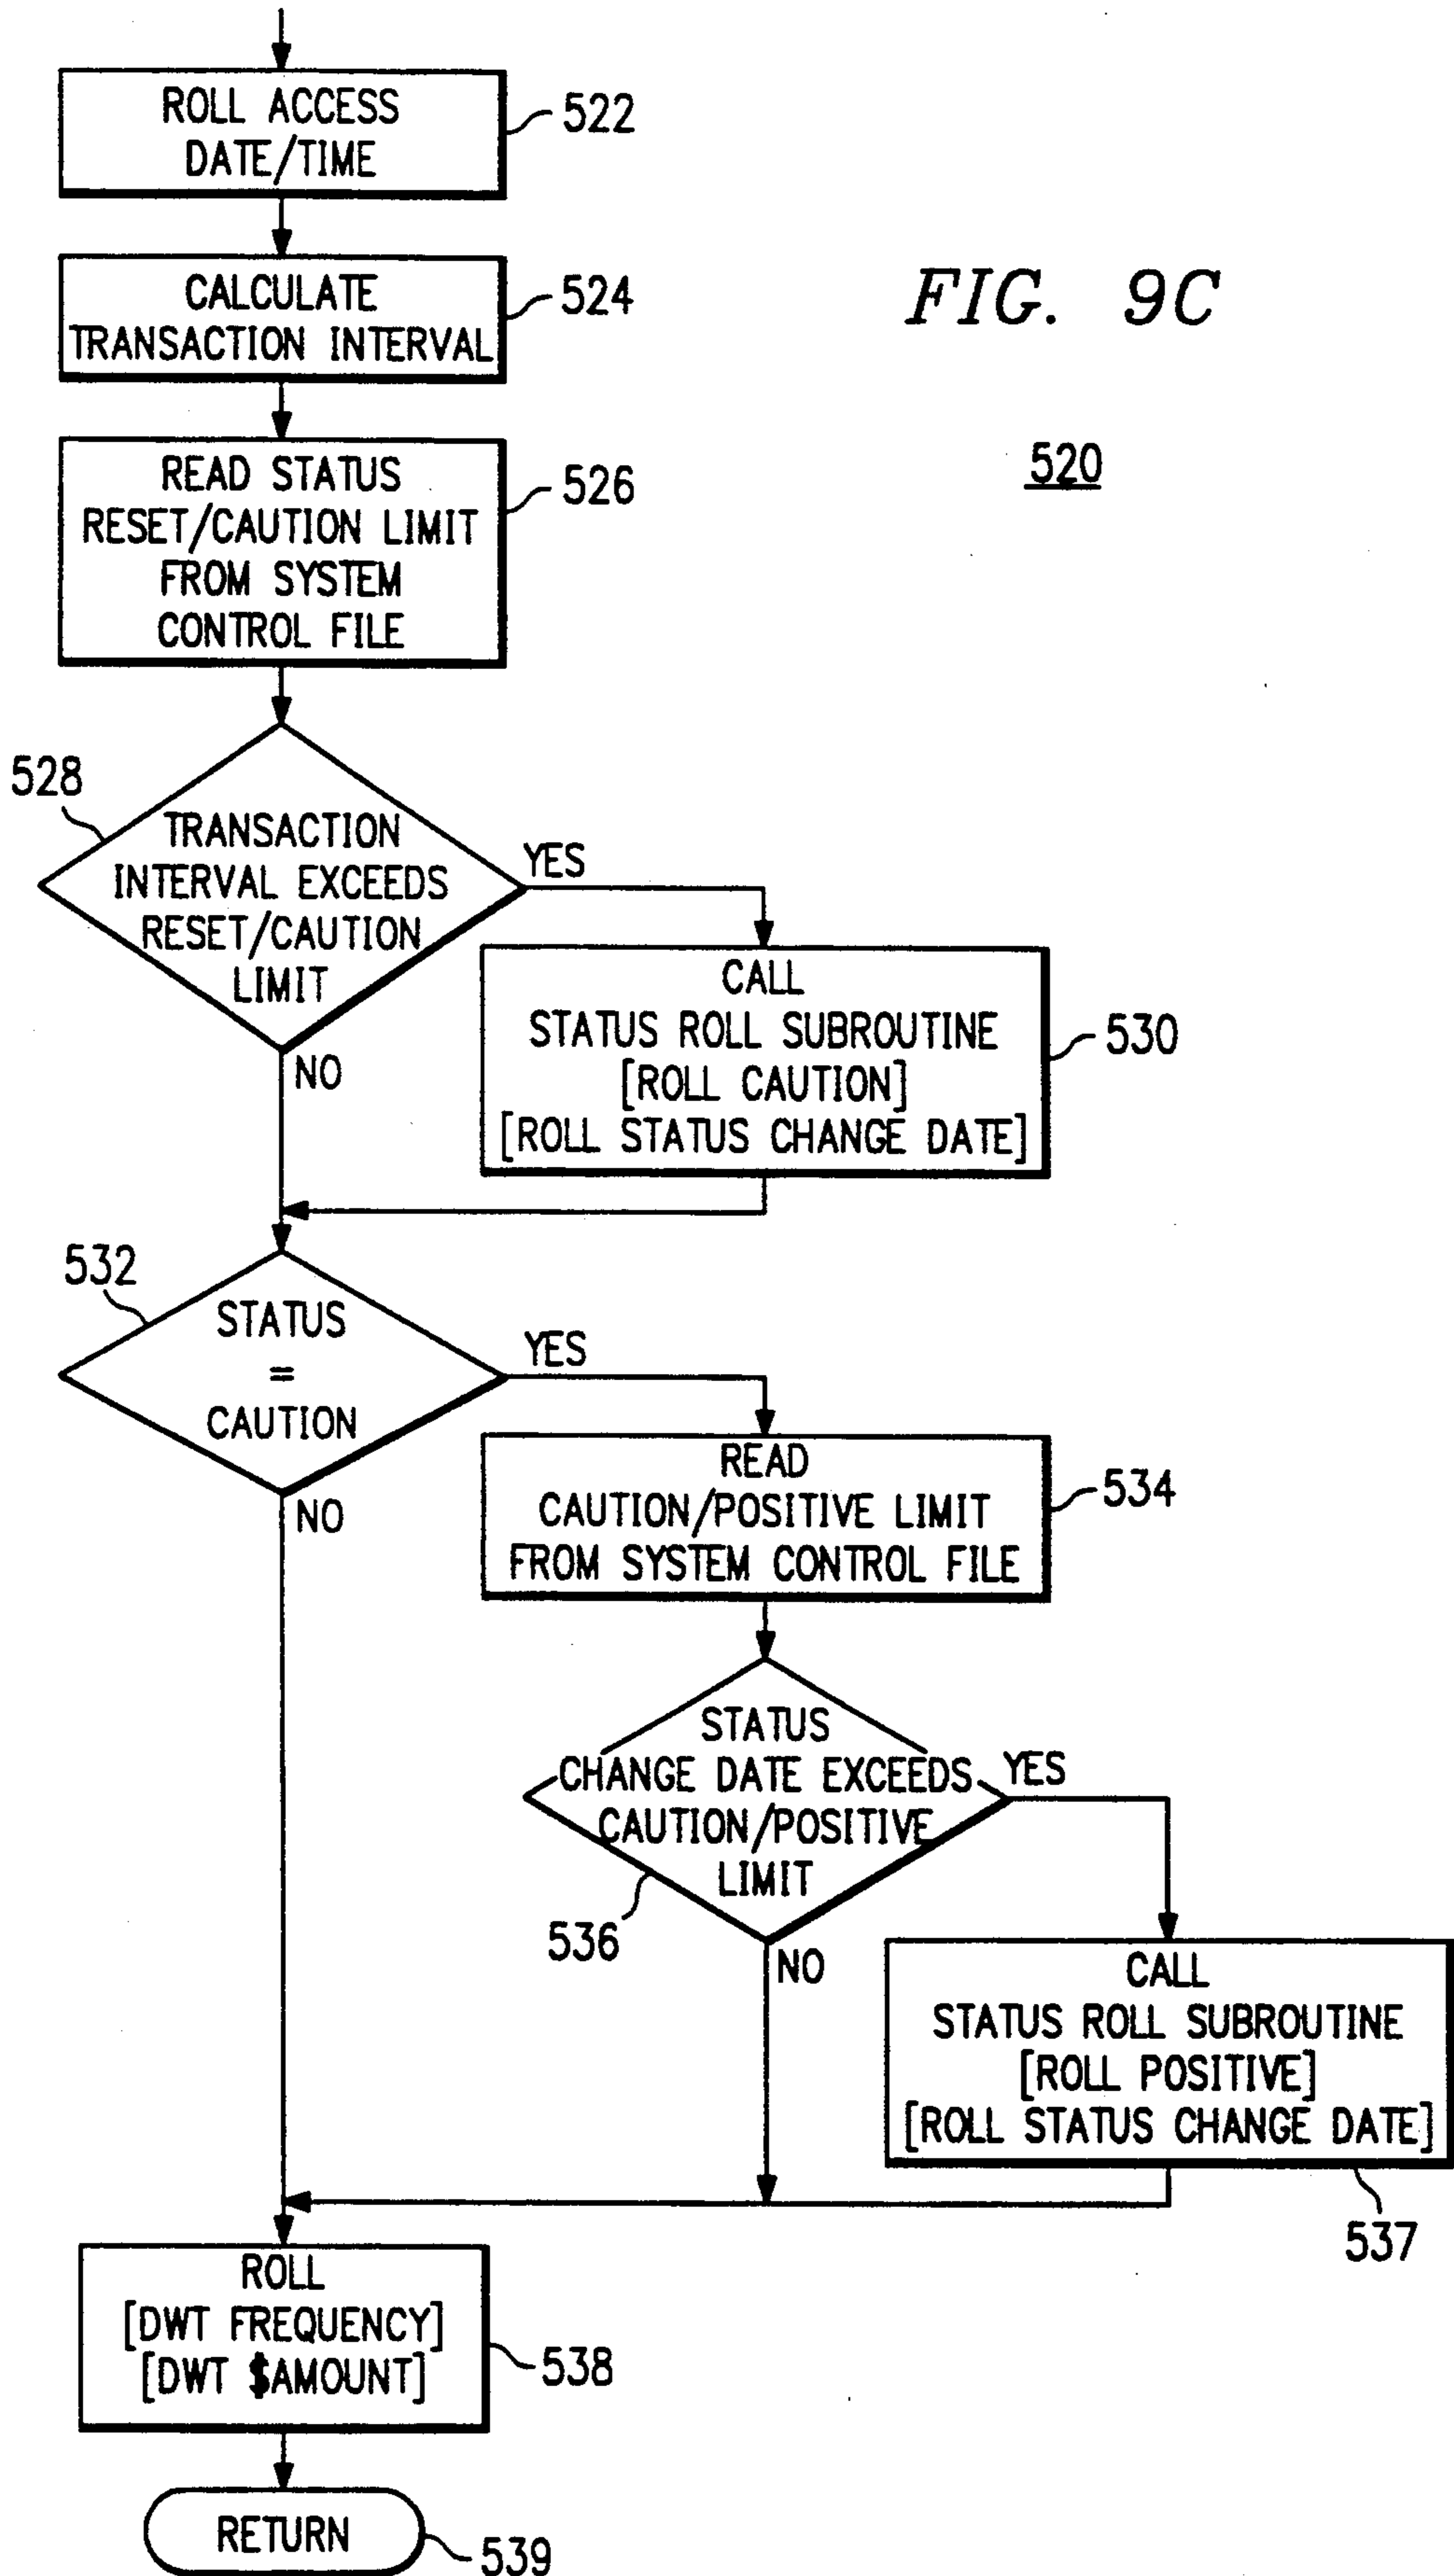 ROLL ACCESS
DATE/TIME
522
CALCULATE
TRANSACTION INTERVAL
524
FIG. 9C
520
READ STATUS
RESET/CAUTION LIMIT
FROM SYSTEM
CONTROL FILE
526
528
TRANSACTION
INTERVAL EXCEEDS
RESET/CAUTION
LIMIT
YES
NO
CALL
STATUS ROLL SUBROUTINE
[ROLL CAUTION]
[ROLL STATUS CHANGE DATE]
530
532
STATUS
=
CAUTION
YES
NO
READ
CAUTION/POSITIVE LIMIT
FROM SYSTEM CONTROL FILE
534
STATUS
CHANGE DATE EXCEEDS
CAUTION/POSITIVE
LIMIT
YES
536
NO
CALL
STATUS ROLL SUBROUTINE
[ROLL POSITIVE]
[ROLL STATUS CHANGE DATE]
537
ROLL
[DWT FREQUENCY]
[DWT $AMOUNT]
538
RETURN
539